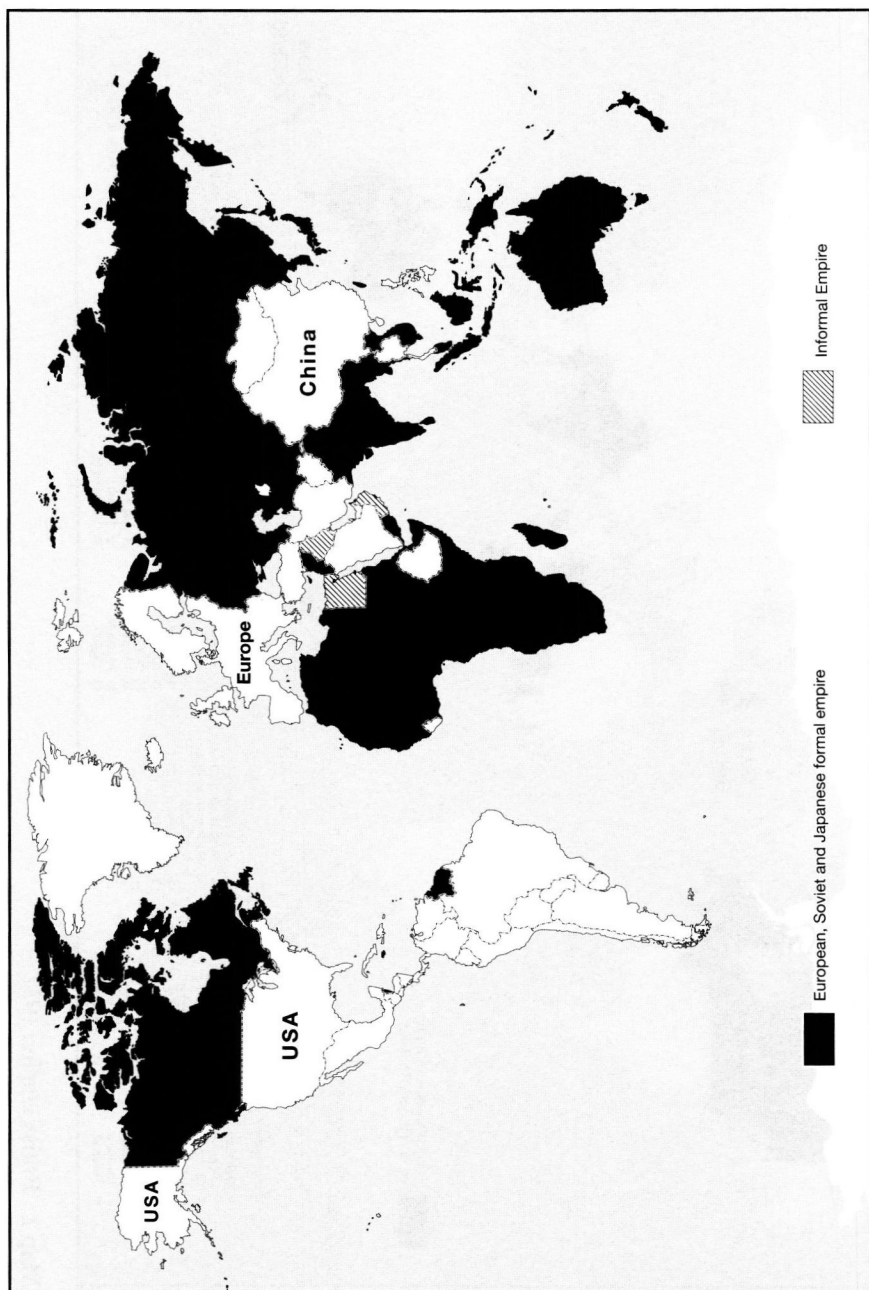 USA
USA
Europe
China
European, Soviet and Japanese formal empire
Informal Empire